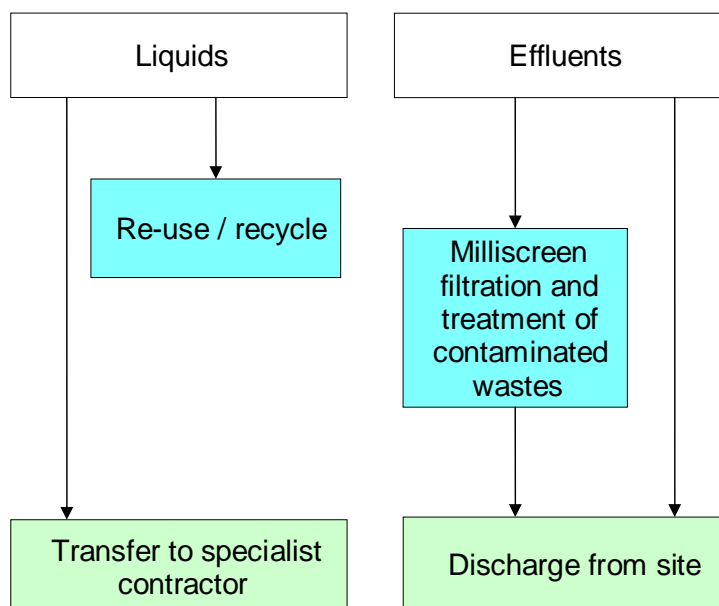 Liquids
Effluents
Re-use / recycle
Milliscreen
filtration and
treatment of
contaminated
wastes
Transfer to specialist
contractor
Discharge from site